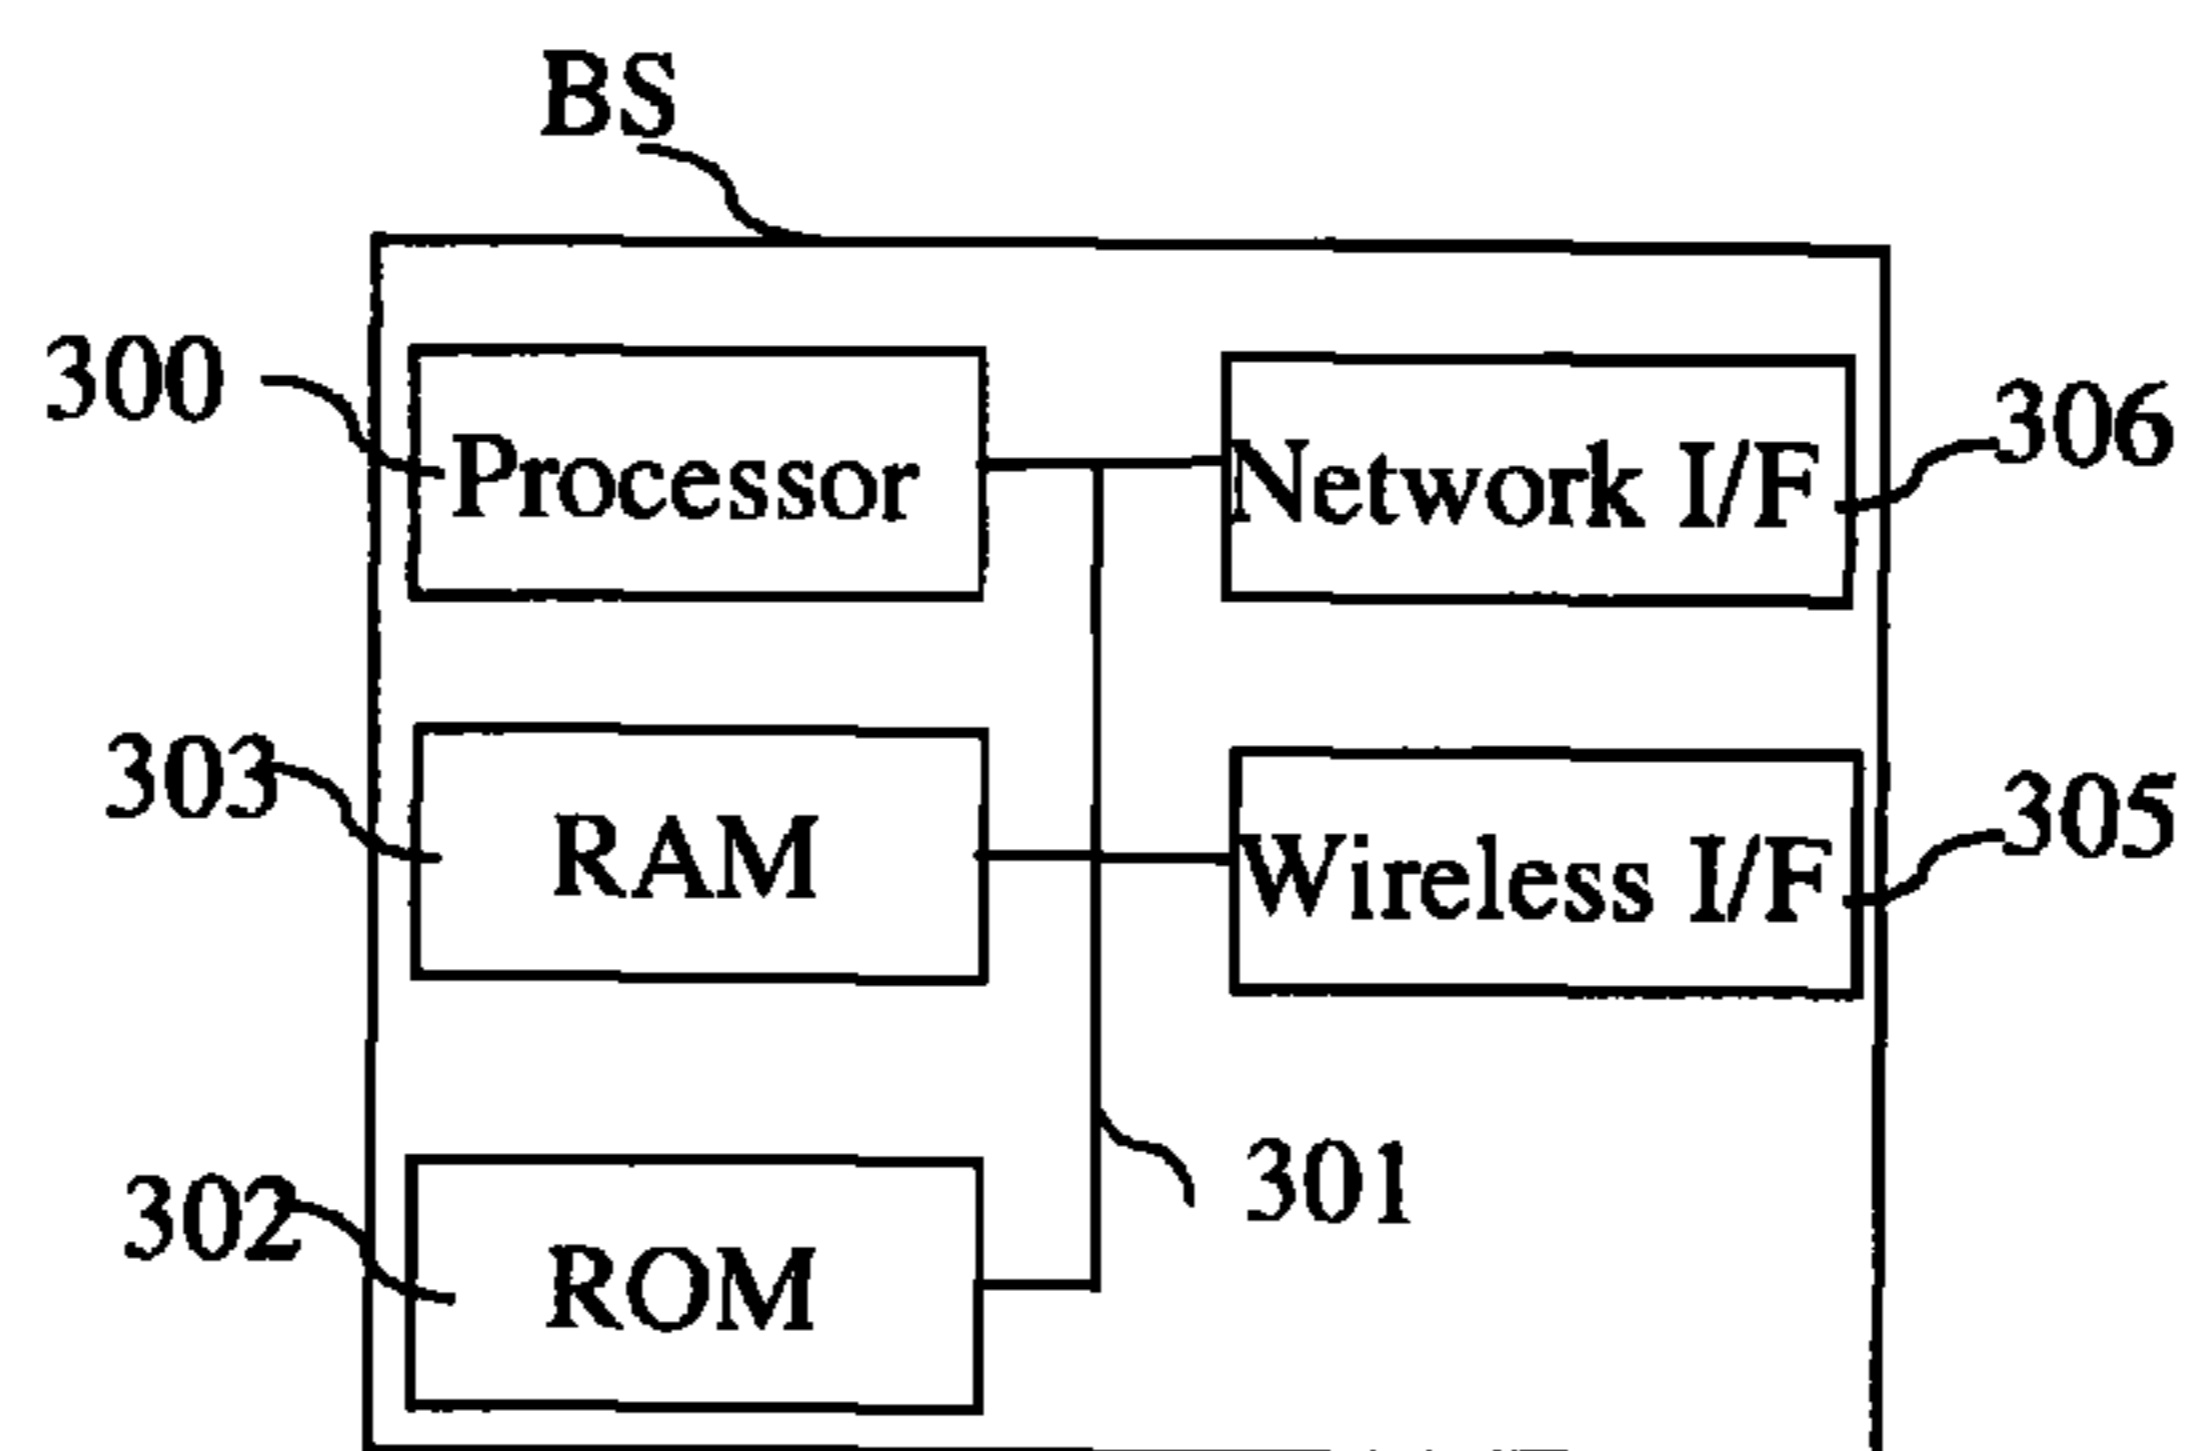 BS
300
Processor
Network I/F
306
303
RAM
Wireless I/F
305
302
ROM
301